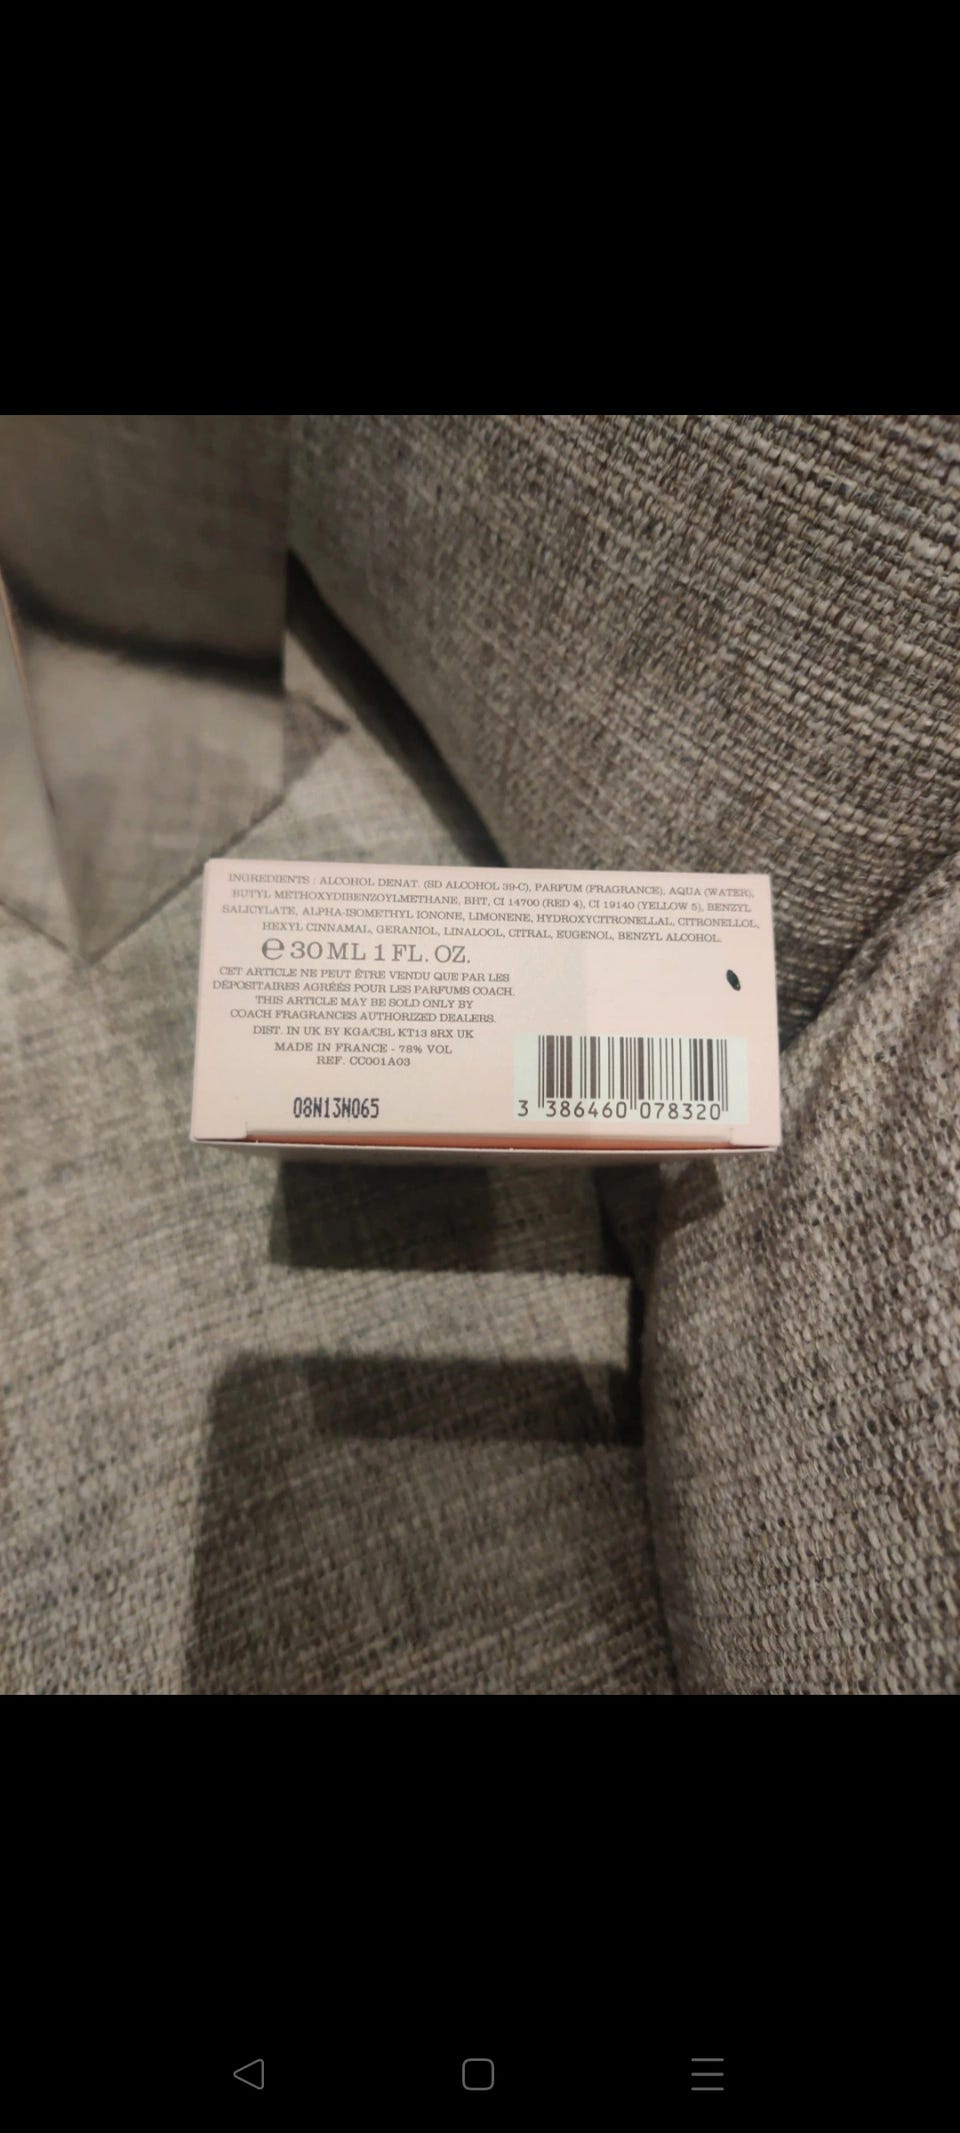 INGREDIENTS : ALCOHOL DENAT. (SD ALCOHOL 39-C), PARFUM (FRAGRANCE), AQUA (WATER),
BUTYL METHOXYDIBENZOYLMETHANE, BHT, CI 14700 (RED 4), CI 19140 (YELLOW 5), BENZYL
SALICYLATE, ALPHA-ISOMETHYL IONONE, LIMONENE, HYDROXYCITRONELLAL, CITRONELLOL,
HEXYL CINNAMAL, GERANIOL, LINALOOL, CITRAL, EUGENOL, BENZYL ALCOHOL.
℮ 30 ML 1 FL. OZ.
CET ARTICLE NE PEUT ÊTRE VENDU QUE PAR LES
DÉPOSITAIRES AGRÉÉS POUR LES PARFUMS COACH.
THIS ARTICLE MAY BE SOLD ONLY BY
COACH FRAGRANCES AUTHORIZED DEALERS.
DIST. IN UK BY KGA/CBL KT13 8RX UK
MADE IN FRANCE - 78% VOL
REF. CC001A03
08N13N065
3 386460 078320